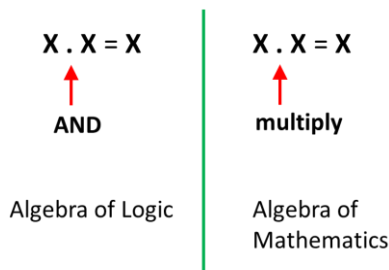 X . X = X
AND
Algebra of Logic
X . X = X
multiply
Algebra of
Mathematics